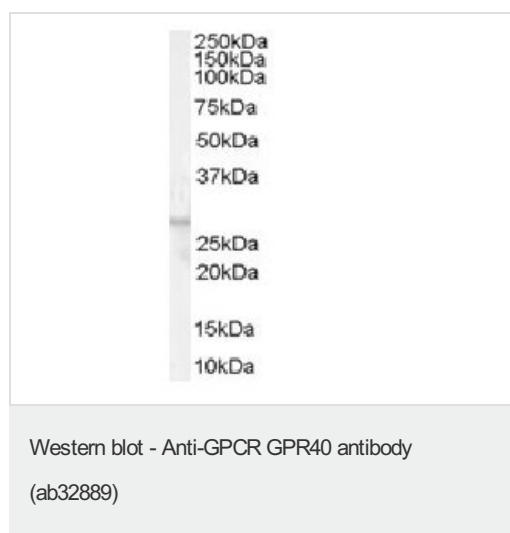 250kDa
150kDa
100kDa
75kDa
50kDa
37kDa
25kDa
20kDa
15kDa
10kDa
Western blot - Anti-GPCR GPR40 antibody
(ab32889)